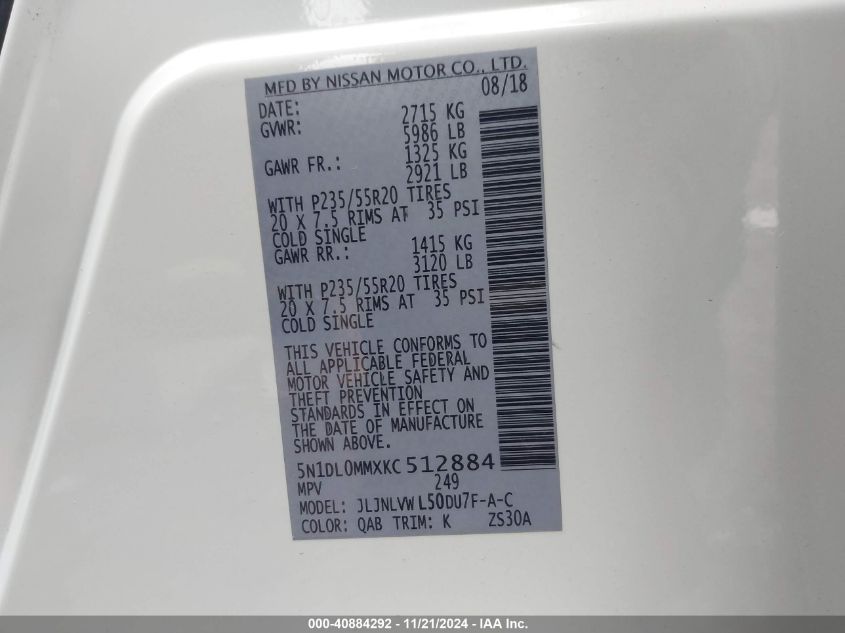 MFD BY NISSAN MOTOR CO., LTD.
DATE: 08/18
GVWR: 2715 KG
5986 LB
GAWR FR.: 1325 KG
2921 LB
WITH P235/55R20 TIRES
20 X 7.5 RIMS AT 35 PSI
COLD SINGLE
GAWR RR.: 1415 KG
3120 LB
WITH P235/55R20 TIRES
20 X 7.5 RIMS AT 35 PSI
COLD SINGLE
THIS VEHICLE CONFORMS TO
ALL APPLICABLE FEDERAL
MOTOR VEHICLE SAFETY AND
THEFT PREVENTION
STANDARDS IN EFFECT ON
THE DATE OF MANUFACTURE
SHOWN ABOVE.
5N1DL0MMXKC512884
MPV 249
MODEL: JLJNLVW L50DU7F-A-C
COLOR: QAB TRIM: K ZS30A
000-40884292 - 11/21/2024 - IAA, Inc.